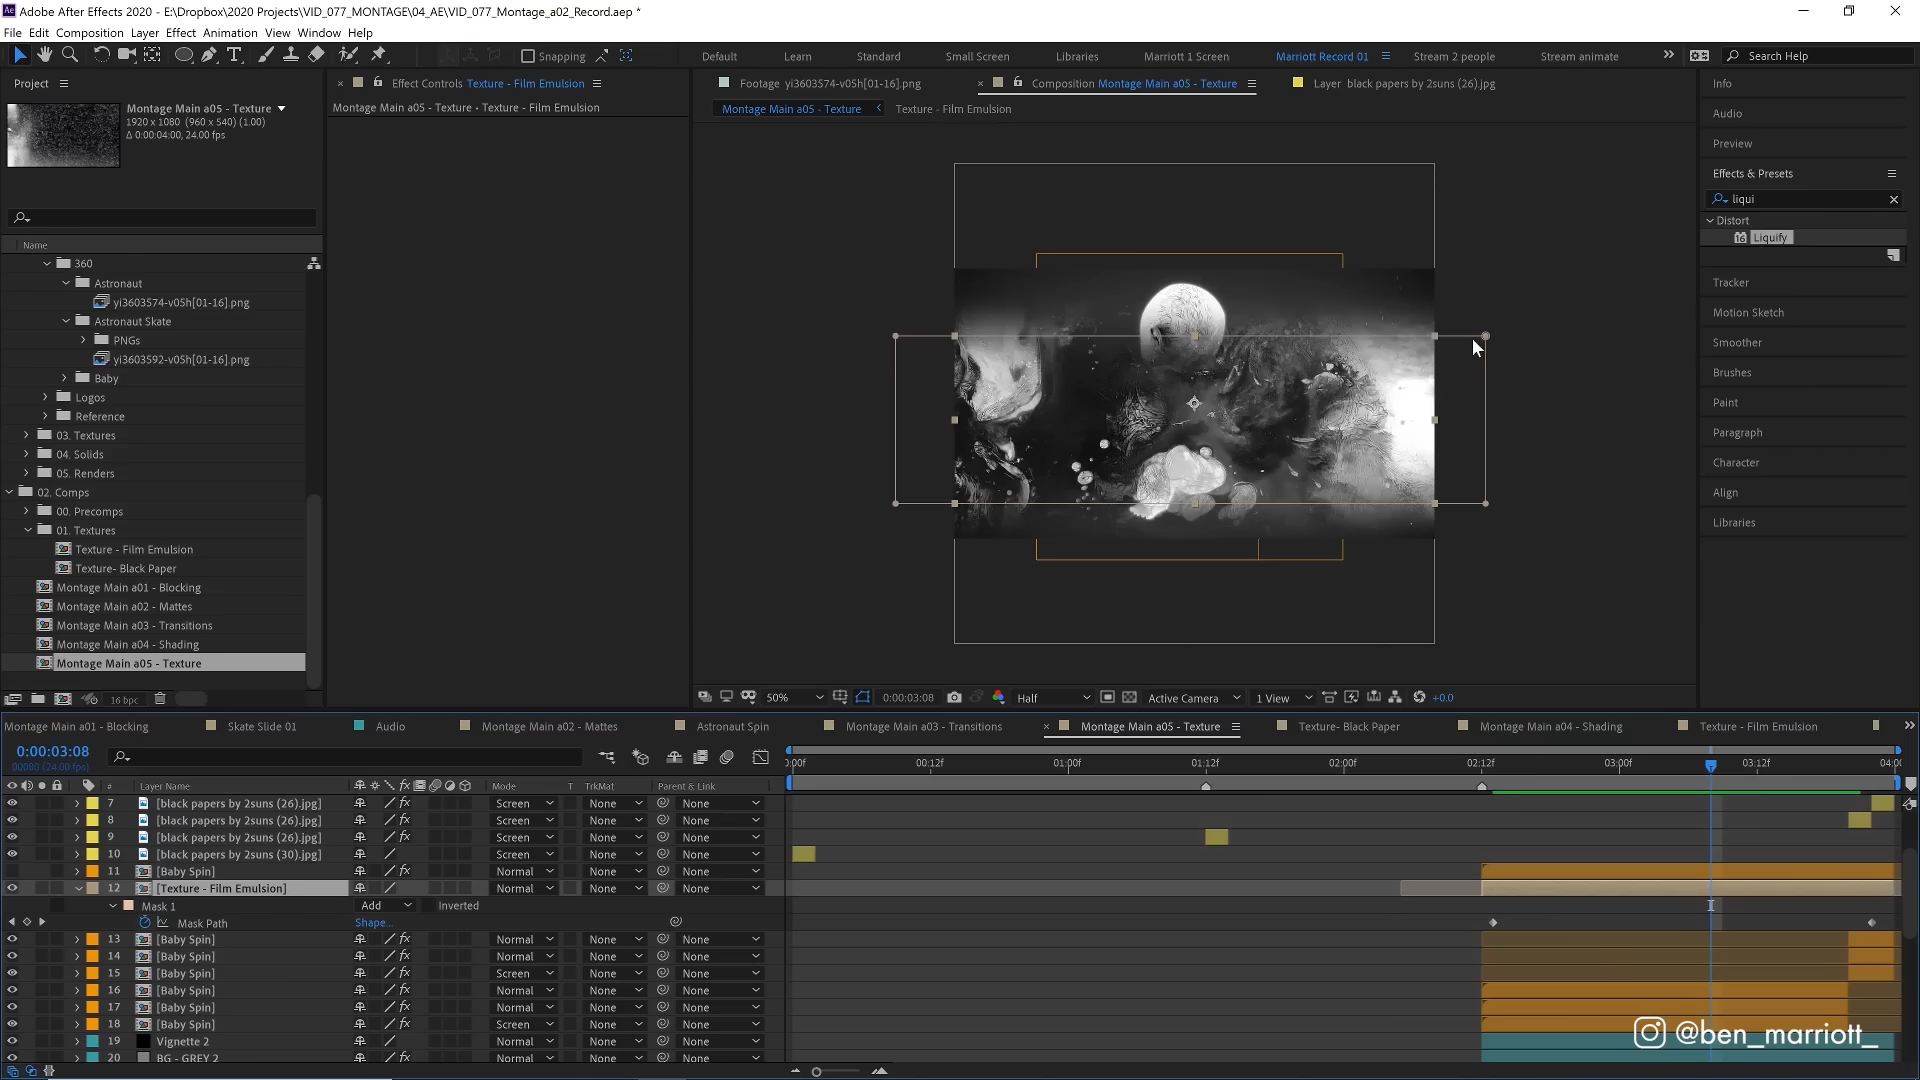 Adobe After Effects 2020 - E:\Dropbox\2020 Projects\VID_077_MONTAGE\04_AE\VID_077_Montage_a02_Record.aep *
File Edit Composition Layer Effect Animation View Window Help
Snapping Default Learn Standard Small Screen Libraries Marriott 1 Screen Marriott Record 01 Stream 2 people Stream animate Search Help
Project
Montage Main a05 - Texture
1920 x 1080 (960 x 540) (1.00)
Δ 0:00:04:00, 24.00 fps
Name
360
Astronaut
yi3603574-v05h[01-16].png
Astronaut Skate
PNGs
yi3603592-v05h[01-16].png
Baby
Logos
Reference
03. Textures
04. Solids
05. Renders
02. Comps
00. Precomps
01. Textures
Texture - Film Emulsion
Texture- Black Paper
Montage Main a01 - Blocking
Montage Main a02 - Mattes
Montage Main a03 - Transitions
Montage Main a04 - Shading
Montage Main a05 - Texture
16 bpc
Effect Controls Texture - Film Emulsion
Montage Main a05 - Texture • Texture - Film Emulsion
Footage yi3603574-v05h[01-16].png
Composition Montage Main a05 - Texture
Layer black papers by 2suns (26).jpg
Montage Main a05 - Texture
Texture - Film Emulsion
50% 0:00:03:08 Half Active Camera 1 View +0.0
Info
Audio
Preview
Effects & Presets
liqui
Distort
Liquify
Tracker
Motion Sketch
Smoother
Brushes
Paint
Paragraph
Character
Align
Libraries
Montage Main a01 - Blocking Skate Slide 01 Audio Montage Main a02 - Mattes Astronaut Spin Montage Main a03 - Transitions Montage Main a05 - Texture Texture- Black Paper Montage Main a04 - Shading Texture - Film Emulsion
0:00:03:08
00080 (24.00 fps)
:00f 00:12f 01:00f 01:12f 02:00f 02:12f 03:00f 03:12f 04:00
# Layer Name fx Mode T TrkMat Parent & Link
7 [black papers by 2suns (26).jpg] fx Screen None None
8 [black papers by 2suns (26).jpg] fx Screen None None
9 [black papers by 2suns (26).jpg] fx Screen None None
10 [black papers by 2suns (30).jpg] Screen None None
11 [Baby Spin] fx Normal None None
12 [Texture - Film Emulsion] Normal None None
Mask 1 Add Inverted
Mask Path Shape...
13 [Baby Spin] fx Normal None None
14 [Baby Spin] fx Normal None None
15 [Baby Spin] fx Screen None None
16 [Baby Spin] fx Normal None None
17 [Baby Spin] fx Normal None None
18 [Baby Spin] fx Screen None None
19 Vignette 2 Normal None None
20 BG - GREY 2 Normal None None
@ben_marriott_